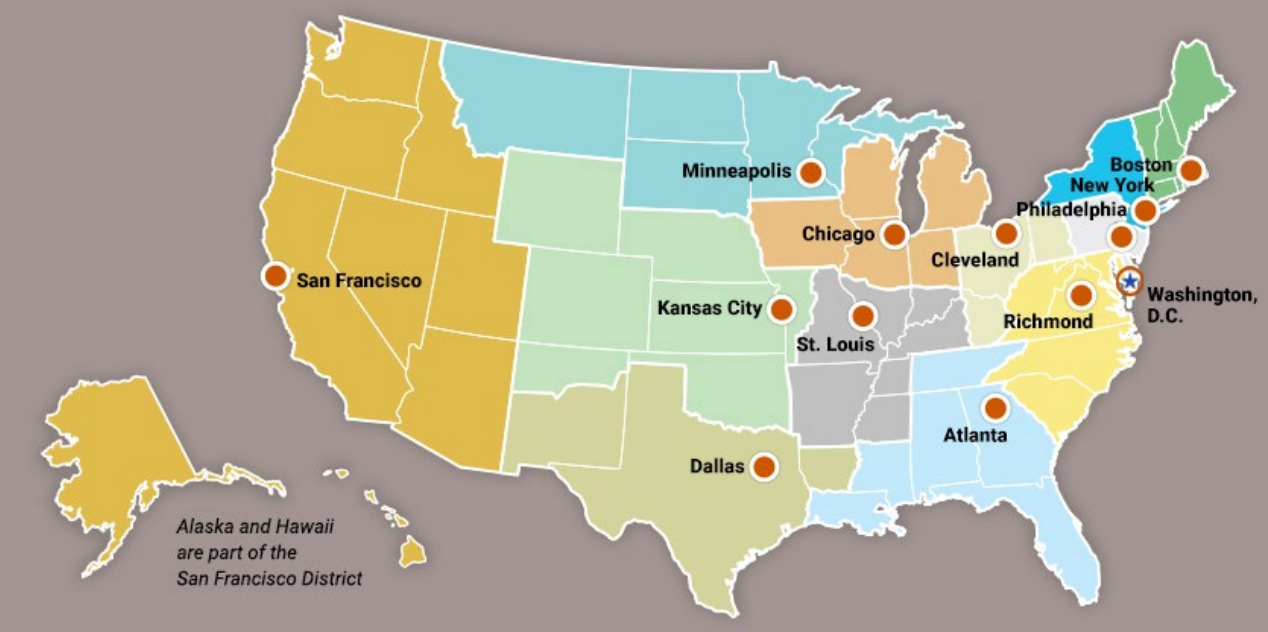 Boston
Minneapolis
New York
Philadelphia
Chicago
Cleveland
San Francisco
Washington,
D.C.
Kansas City
Richmond
St. Louis
Atlanta
Dallas
Alaska and Hawaii
are part of the
San Francisco District